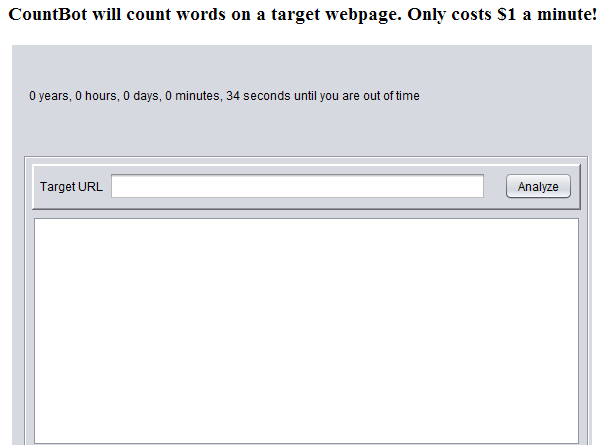 CountBot will count words on a target webpage. Only costs $1 a minute!
0 years, 0 hours, 0 days, 0 minutes, 34 seconds until you are out of time
Target URL
Analyze